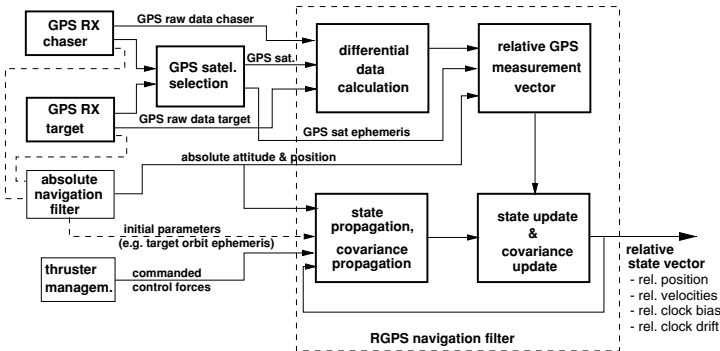 GPS raw data chaser
GPS RX
chaser
GPS satel.
selection
GPS sat.
differential
data
calculation
relative GPS
measurement
vector
GPS RX
target
GPS raw data target
GPS sat ephemeris
absolute attitude & position
absolute
navigation
filter
initial parameters
(e.g. target orbit ephemeris)
state
propagation,
covariance
propagation
state update
&
covariance
update
thruster
managem.
commanded
control forces
relative
state vector
- rel. position
- rel. velocities
- rel. clock bias
- rel. clock drift
RGPS navigation filter